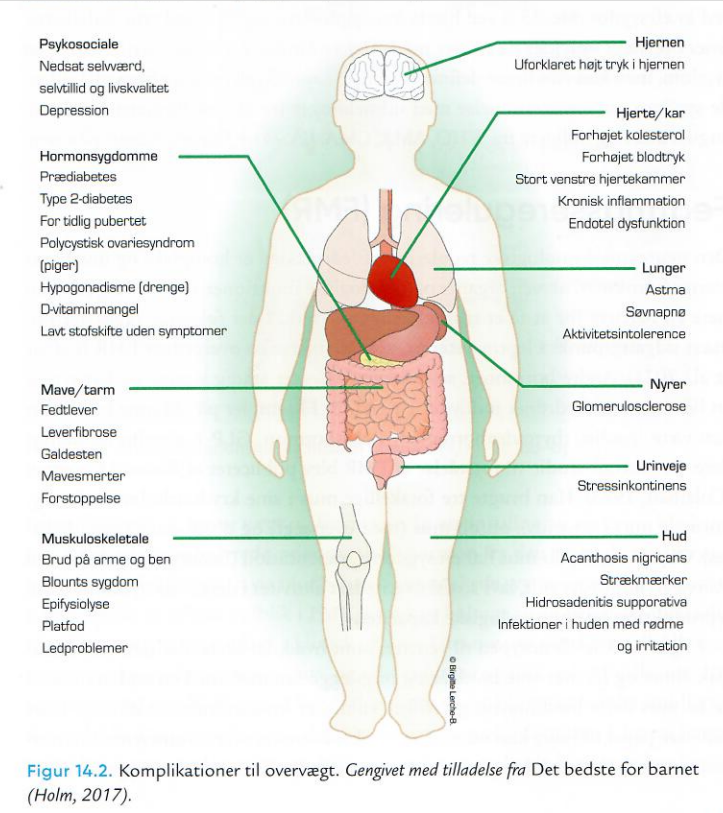 Psykosociale
Nedsat selvværd,
selvtillid og livskvalitet
Depression
Hormonsygdomme
Prædiabetes
Type 2-diabetes
For tidlig pubertet
Polycystisk ovariesyndrom
(piger)
Hypogonadisme (drenge)
D-vitaminmangel
Lavt stofskifte uden symptomer
Mave/tarm
Fedtlever
Leverfibrose
Galdesten
Mavesmerter
Forstoppelse
Muskuloskeletale
Brud på arme og ben
Blounts sygdom
Epifysiolyse
Platfod
Ledproblemer
Hjernen
Uforklaret højt tryk i hjernen
Hjerte/kar
Forhøjet kolesterol
Forhøjet blodtryk
Stort venstre hjertekammer
Kronisk inflammation
Endotel dysfunktion
Lunger
Astma
Søvnapnø
Aktivitetsintolerence
Nyrer
Glomerulosclerose
Urinveje
Stressinkontinens
Hud
Acanthosis nigricans
Strækmærker
Hidrosadenitis supporativa
Infektioner i huden med rødme
og irritation
© Birgitte Lerche-B.
Figur 14.2. Komplikationer til overvægt. Gengivet med tilladelse fra Det bedste for barnet
(Holm, 2017).